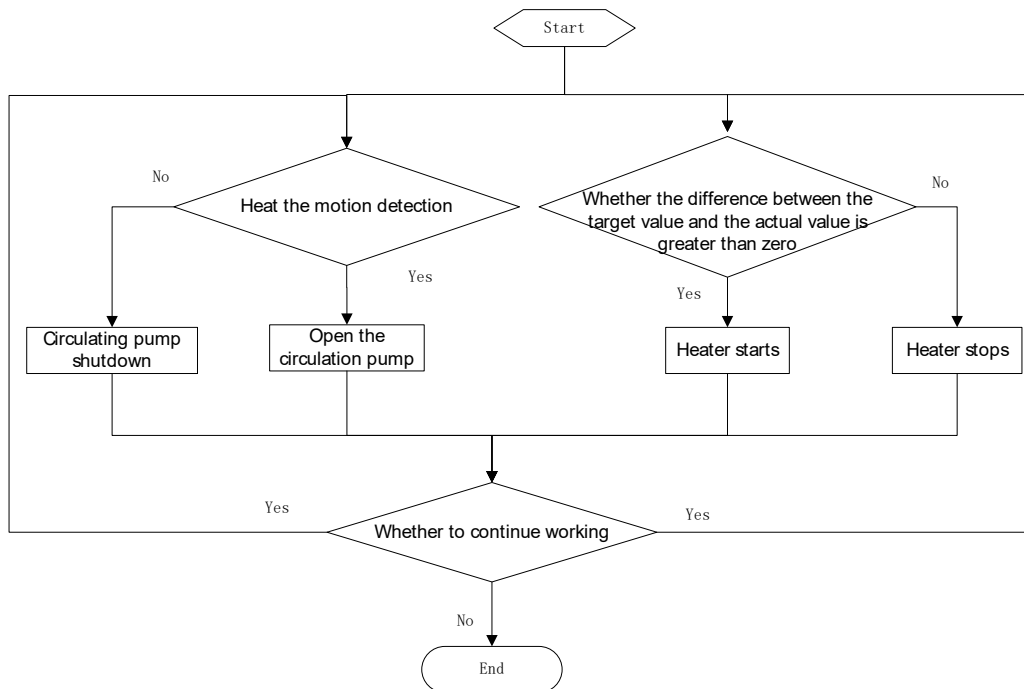 Start
No
Heat the motion detection
Yes
Whether the difference between the
target value and the actual value is
greater than zero
No
Yes
Circulating pump
shutdown
Open the
circulation pump
Heater starts
Heater stops
Yes
Whether to continue working
Yes
No
End